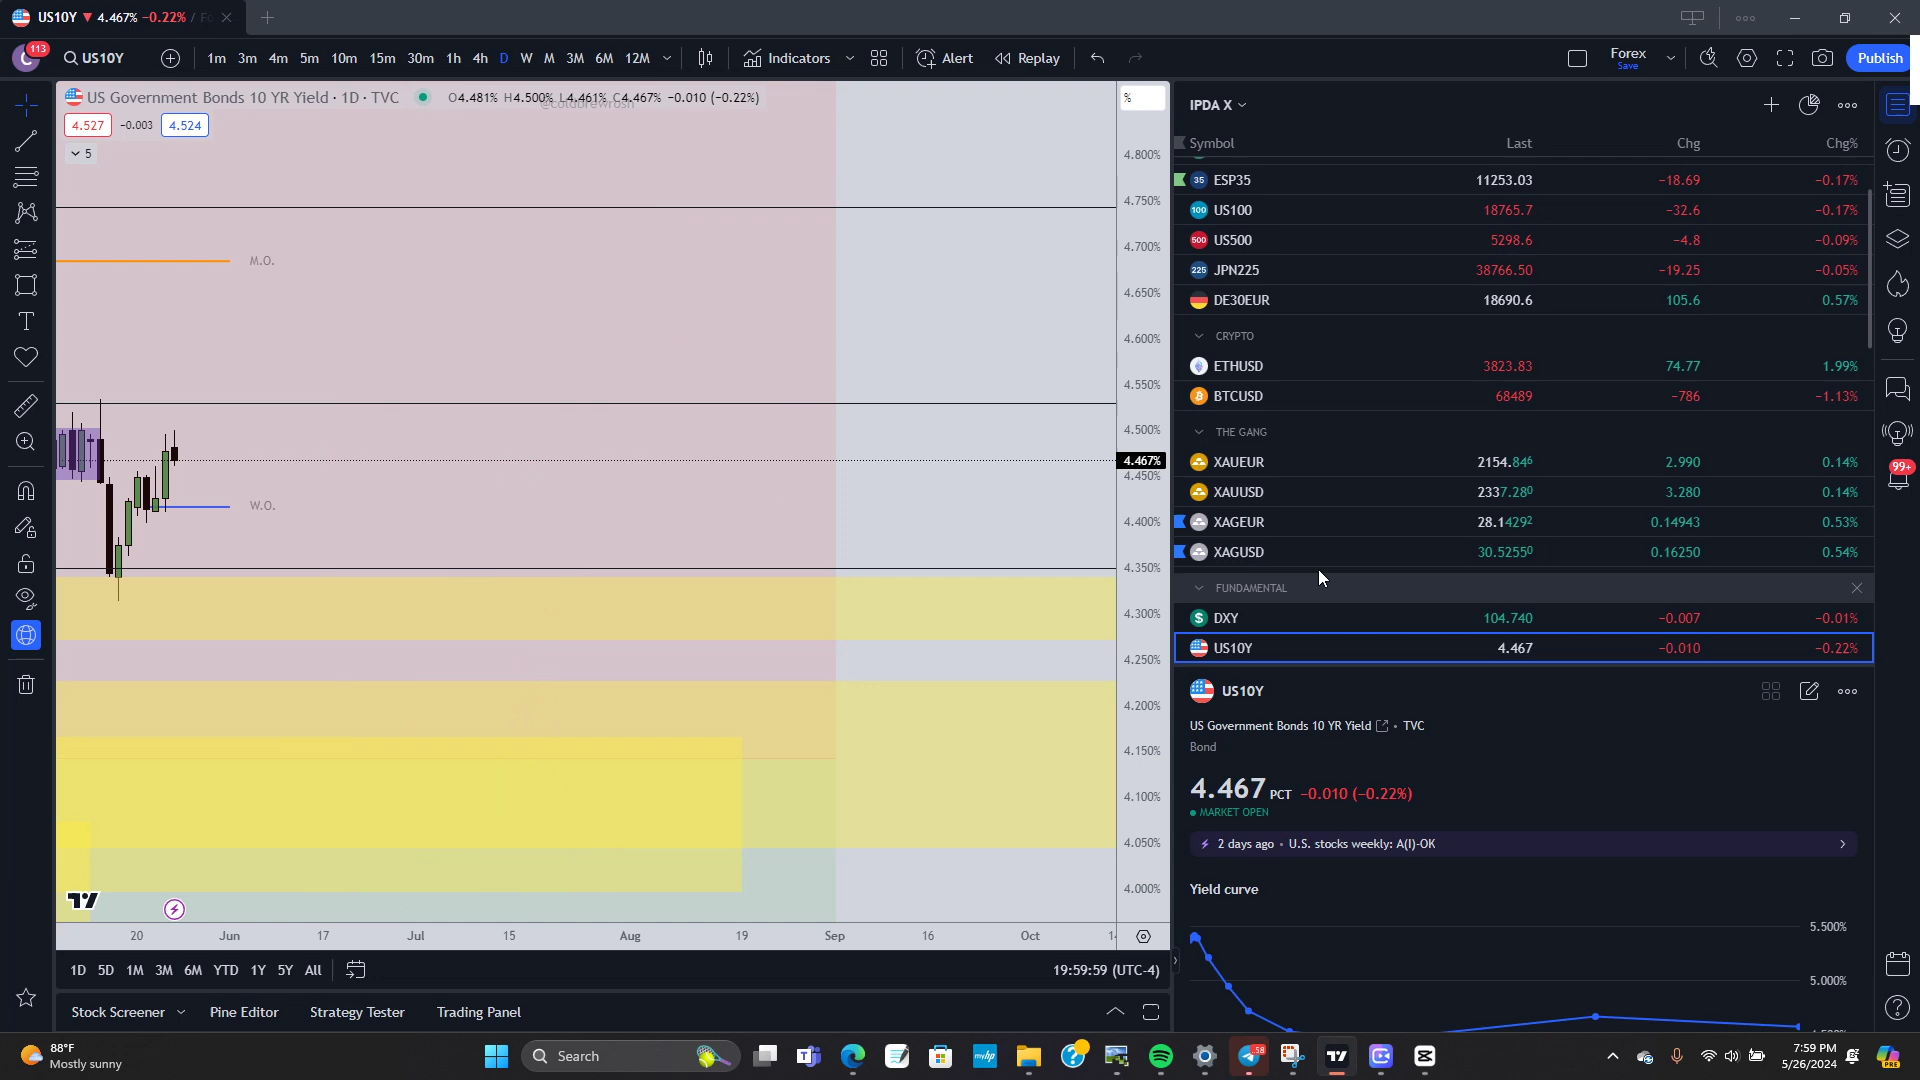 US10Y ▼ 4.467% −0.22% / Fo
113
US10Y
1m 3m 4m 5m 10m 15m 30m 1h 4h D W M 3M 6M 12M
Indicators
Alert
Replay
Forex
Save
Publish
US Government Bonds 10 YR Yield · 1D · TVC
O4.481% H4.500% L4.461% C4.467% −0.010 (−0.22%)
@coldbrewrosh
4.527 -0.003 4.524
5
%
4.800%
4.750%
4.700%
4.650%
4.600%
4.550%
4.500%
4.467%
4.450%
4.400%
4.350%
4.300%
4.250%
4.200%
4.150%
4.100%
4.050%
4.000%
M.O.
W.O.
20 Jun 17 Jul 15 Aug 19 Sep 16 Oct 14
1D 5D 1M 3M 6M YTD 1Y 5Y All
19:59:59 (UTC-4)
Stock Screener Pine Editor Strategy Tester Trading Panel
IPDA X
Symbol Last Chg Chg%
35 ESP35 11253.03 −18.69 −0.17%
100 US100 18765.7 −32.6 −0.17%
500 US500 5298.6 −4.8 −0.09%
225 JPN225 38766.50 −19.25 −0.05%
DE30EUR 18690.6 105.6 0.57%
CRYPTO
ETHUSD 3823.83 74.77 1.99%
BTCUSD 68489 −786 −1.13%
THE GANG
XAUEUR 2154.846 2.990 0.14%
XAUUSD 2337.280 3.280 0.14%
XAGEUR 28.14292 0.14943 0.53%
XAGUSD 30.52550 0.16250 0.54%
FUNDAMENTAL
$ DXY 104.740 −0.007 −0.01%
US10Y 4.467 −0.010 −0.22%
US10Y
US Government Bonds 10 YR Yield • TVC
Bond
4.467 PCT −0.010 (−0.22%)
MARKET OPEN
2 days ago • U.S. stocks weekly: A(I)-OK
Yield curve
5.500%
5.000%
99+
88°F
Mostly sunny
Search
myhp
58
7:59 PM
5/26/2024
PRE